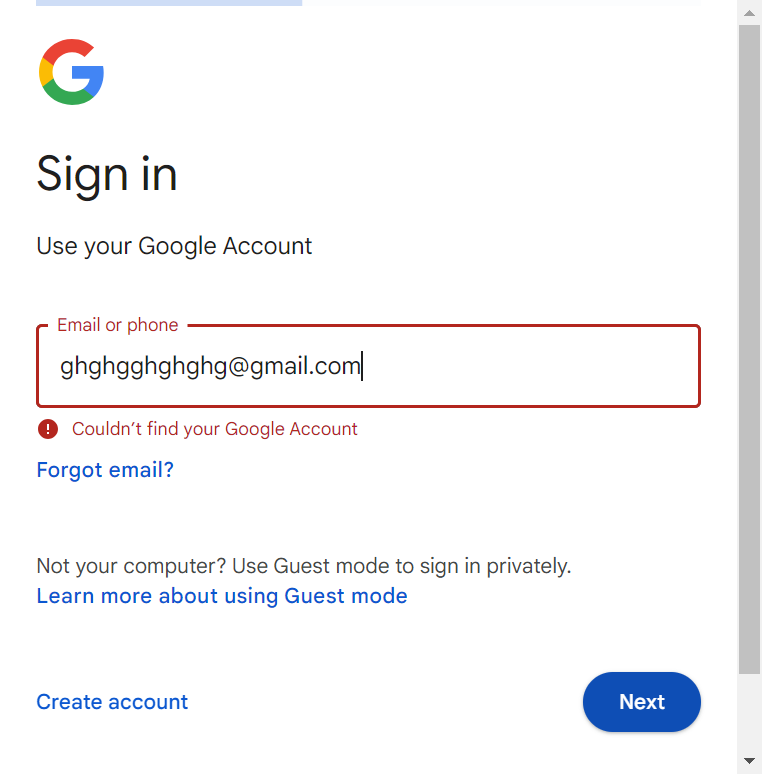 Sign in
Use your Google Account
Email or phone
ghghgghghghg@gmail.com
Couldn’t find your Google Account
Forgot email?
Not your computer? Use Guest mode to sign in privately.
Learn more about using Guest mode
Create account
Next